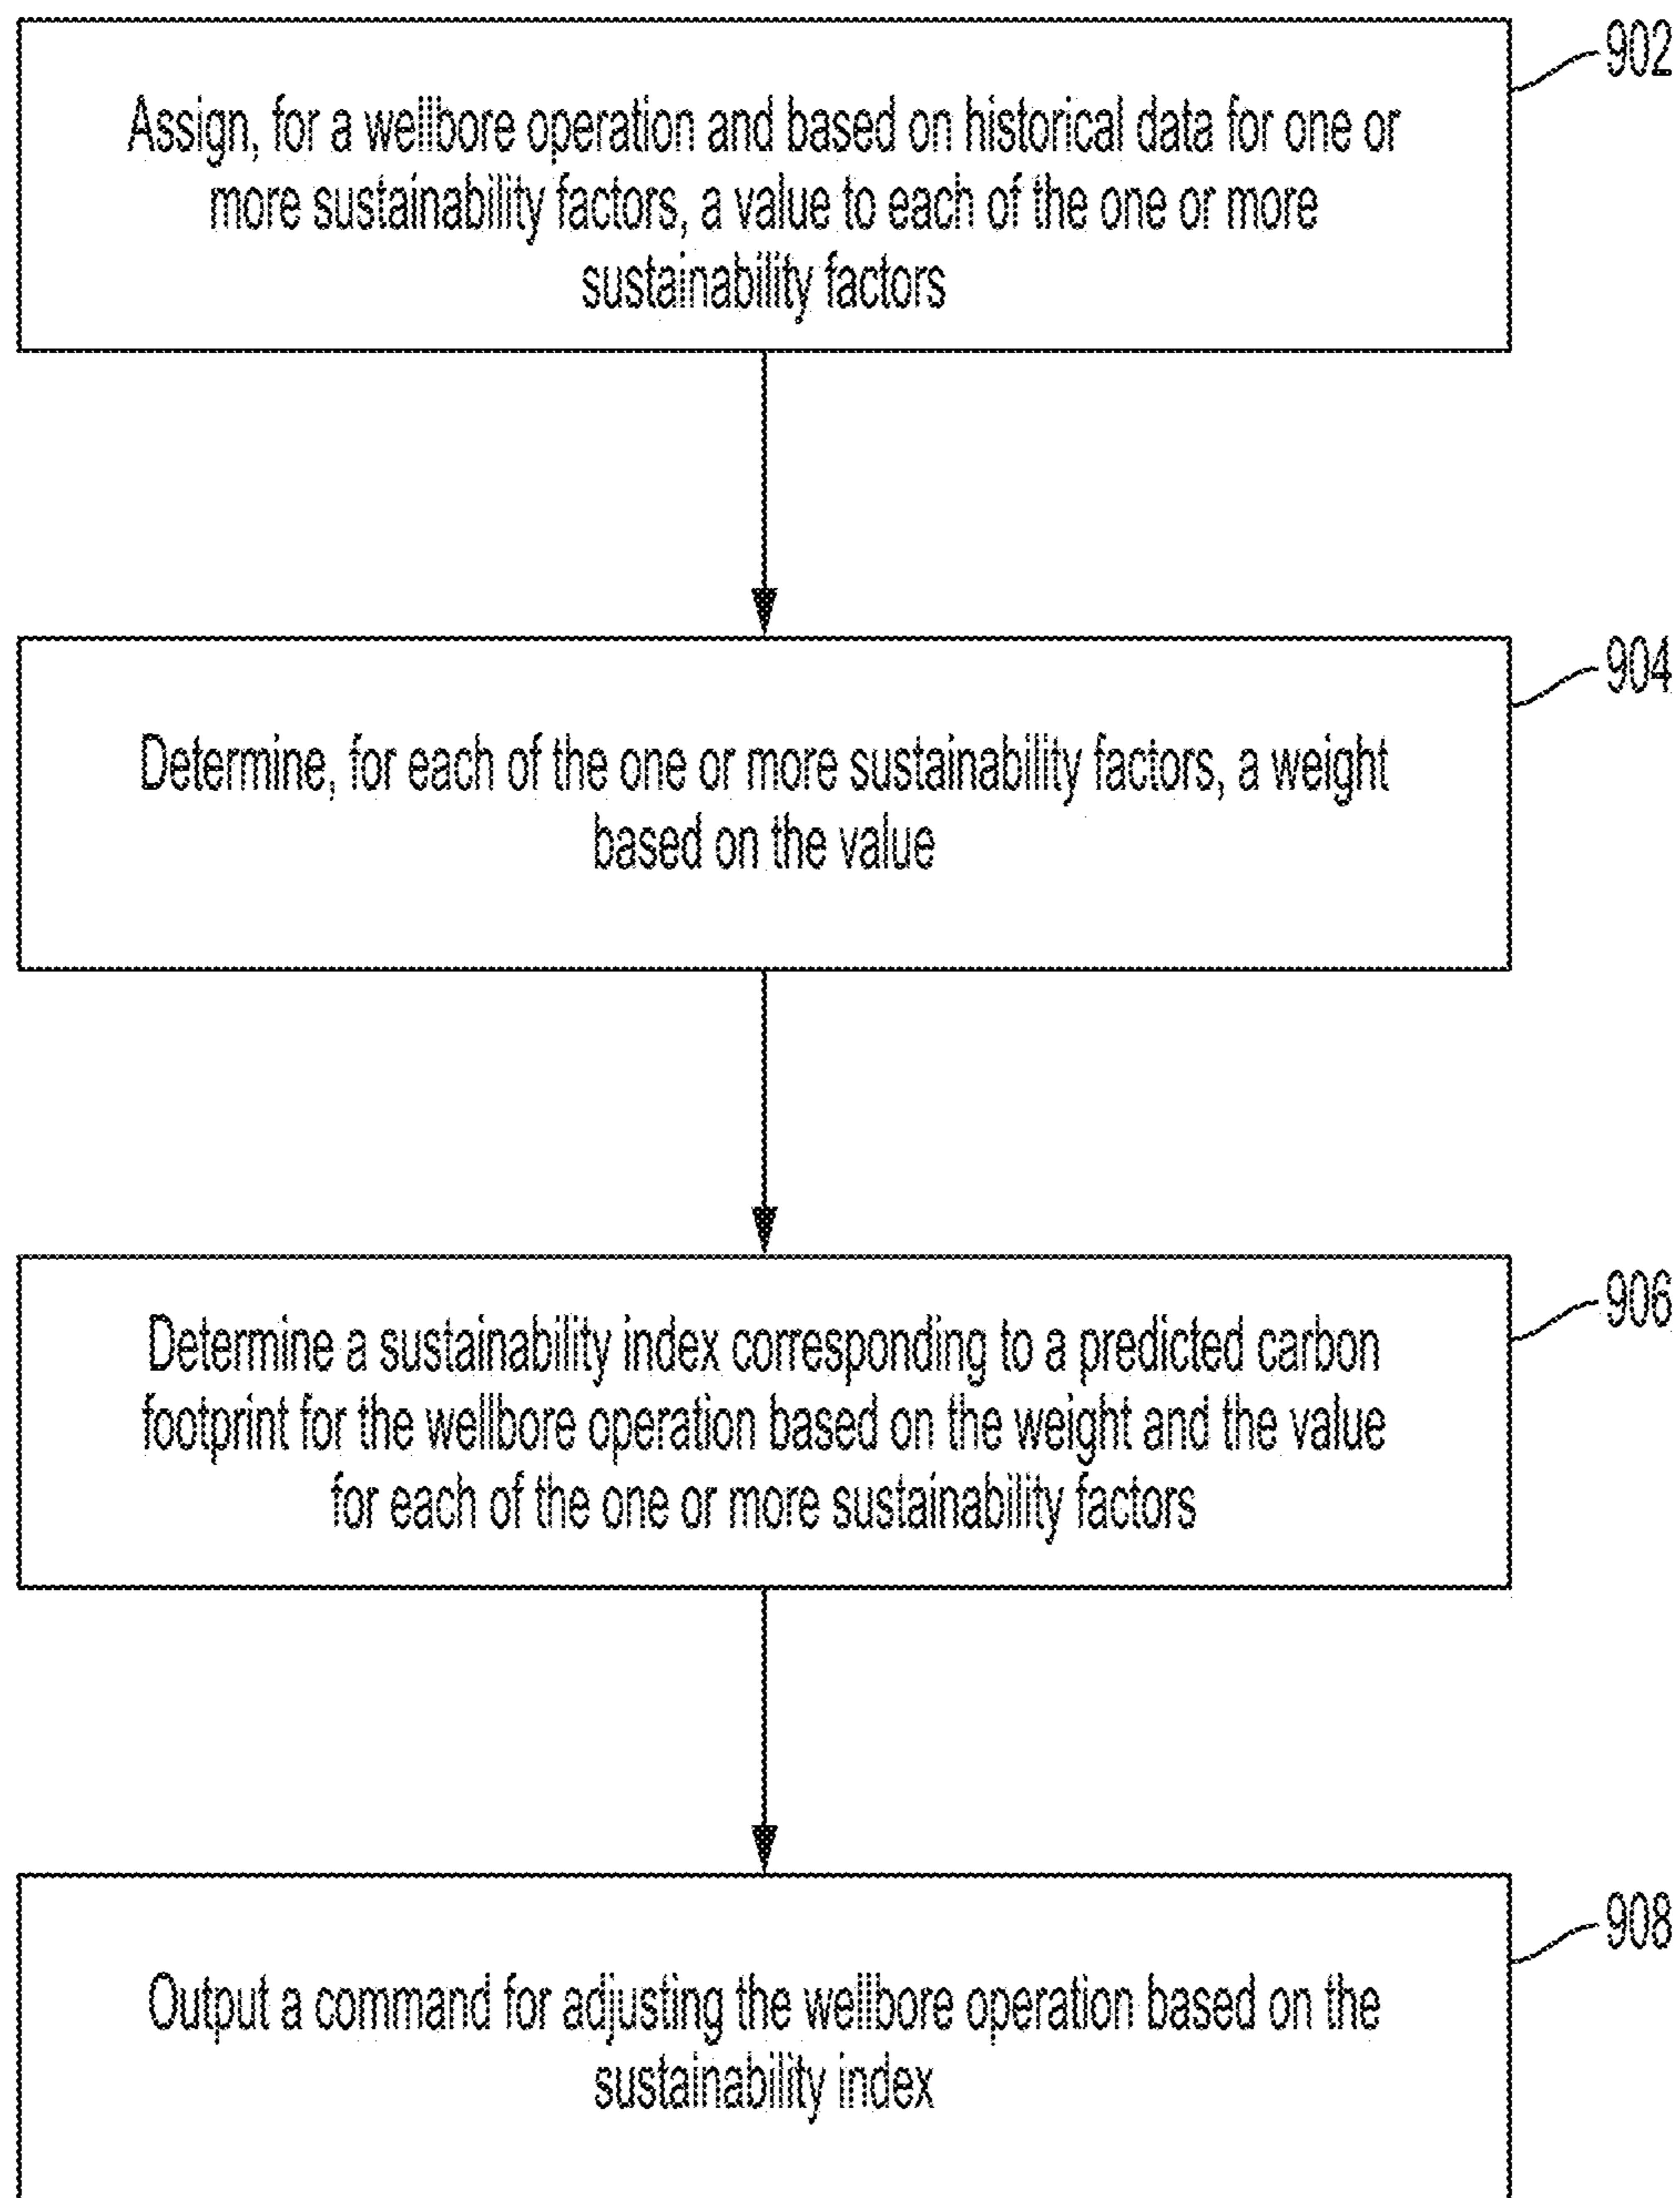 902
Assign, for a wellbore operation and based on historical data for one or
more sustainability factors, a value to each of the one or more
sustainability factors
904
Determine, for each of the one or more sustainability factors, a weight
based on the value
906
Determine a sustainability index corresponding to a predicted carbon
footprint for the wellbore operation based on the weight and the value
for each of the one or more sustainability factors
908
Output a command for adjusting the wellbore operation based on the
sustainability index